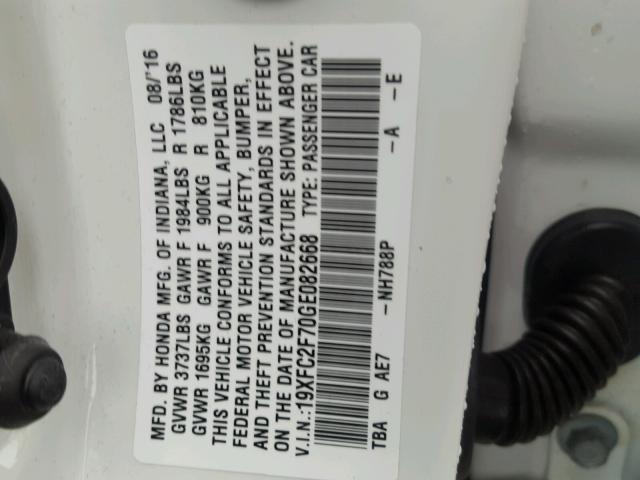 MFD. BY HONDA MFG. OF INDIANA, LLC 08/'16
GVWR 3737LBS GAWR F 1984LBS R 1786LBS
GVWR 1695KG GAWR F 900KG R 810KG
THIS VEHICLE CONFORMS TO ALL APPLICABLE
FEDERAL MOTOR VEHICLE SAFETY, BUMPER,
AND THEFT PREVENTION STANDARDS IN EFFECT
ON THE DATE OF MANUFACTURE SHOWN ABOVE.
V.I.N.:19XFC2F70GE082668 TYPE: PASSENGER CAR
TBA G AE7 -NH788P -A -E